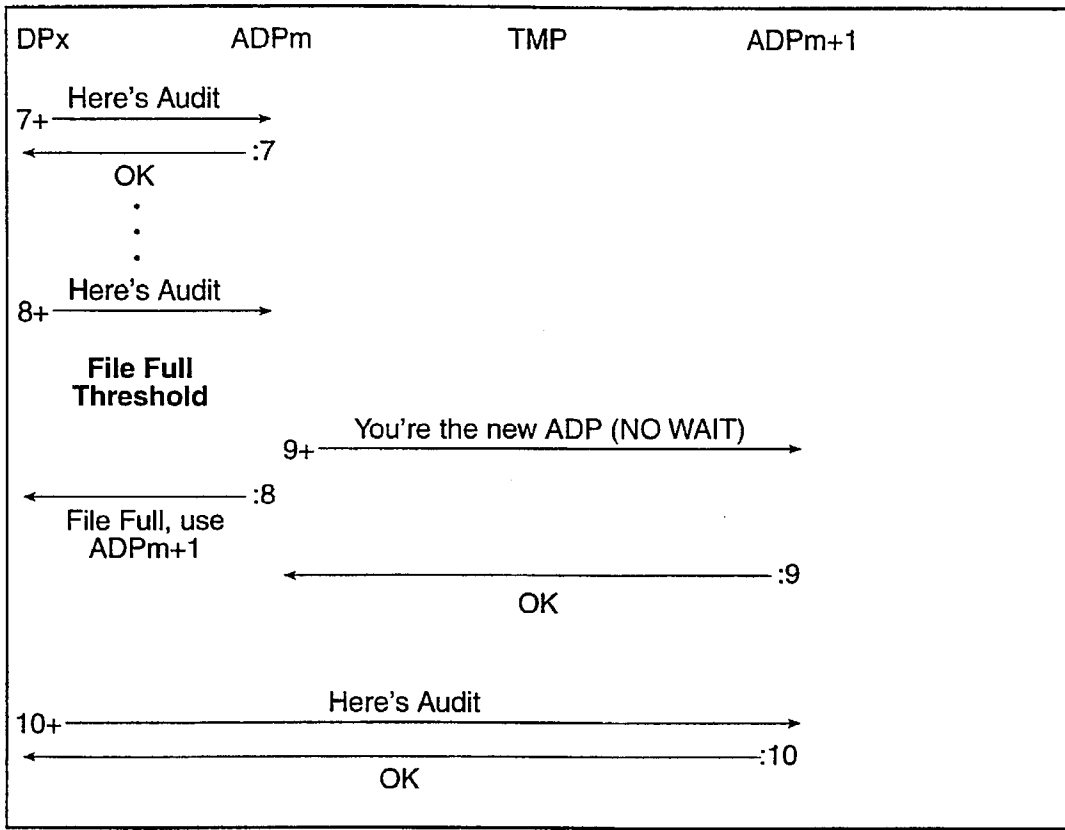 DPx ADPm TMP ADPm+1
Here's Audit
7+
:7
OK
Here's Audit
8+
File Full
Threshold
You're the new ADP (NO WAIT)
9+
:8
File Full, use
ADPm+1
:9
OK
Here's Audit
10+
:10
OK